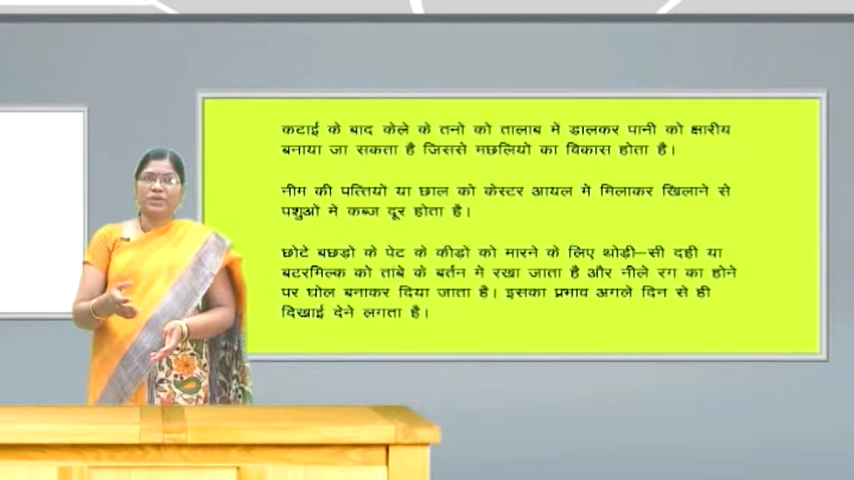 कटाई के बाद केले के तनो को तालाब में डालकर पानी को क्षारीय
बनाया जा सकता है जिससे मछलियो का विकास होता है।
नीम की पत्तियो या छाल को केस्टर आयल मे मिलाकर खिलाने से
पशुओ मे कब्ज दूर होता है।
छोटे बछड़ो के पेट के कीड़ों को मारने के लिए थोड़ी–सी दही या
बटरमिल्क को तांबे के बर्तन मे रखा जाता है और नीले रग का होने
पर घोल बनाकर दिया जाता है। इसका प्रभाव अगले दिन से ही
दिखाई देने लगता है।